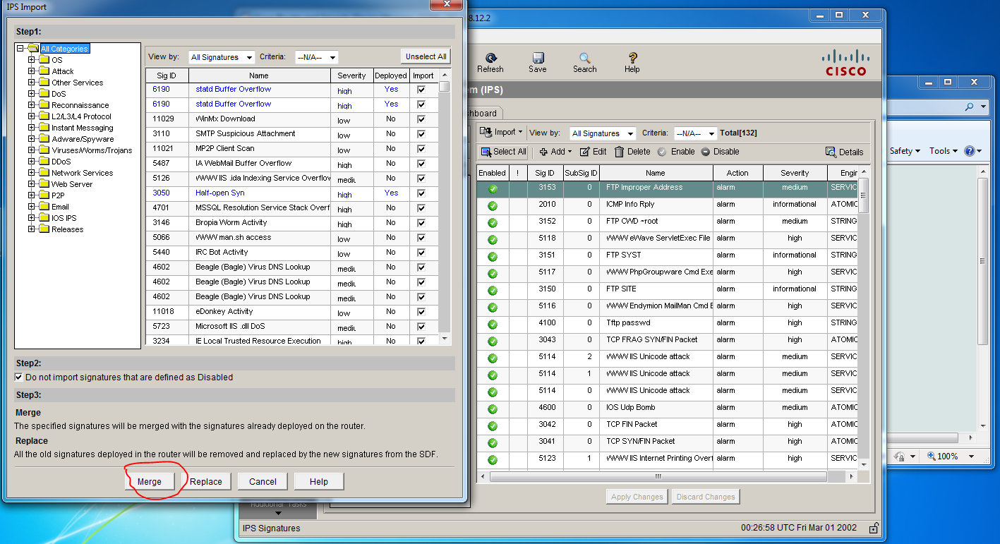 IPS Import
Step1:
All Categories
OS
Attack
Other Services
DoS
Reconnaissance
L2/L3/L4 Protocol
Instant Messaging
Adware/Spyware
Viruses/Worms/Trojans
DDoS
Network Services
Web Server
P2P
Email
IOS IPS
Releases
View by: All Signatures Criteria: --N/A-- Unselect All
Sig ID Name Severity Deployed Import
6190 statd Buffer Overflow high Yes
6190 statd Buffer Overflow high Yes
11029 WinMx Download low No
3110 SMTP Suspicious Attachment low No
11021 MP2P Client Scan low No
5487 IA WebMail Buffer Overflow high No
5126 WWW IIS .ida Indexing Service Overflow medi No
3050 Half-open Syn high Yes
4701 MSSQL Resolution Service Stack Overf high No
3146 Bropia Worm Activity high No
5066 WWW man.sh access low No
5440 IRC Bot Activity low No
4602 Beagle (Bagle) Virus DNS Lookup medi No
4602 Beagle (Bagle) Virus DNS Lookup medi No
4602 Beagle (Bagle) Virus DNS Lookup medi No
11018 eDonkey Activity low No
5723 Microsoft IIS .dll DoS medi No
3234 IE Local Trusted Resource Execution high No
Step2:
Do not import signatures that are defined as Disabled
Step3:
Merge
The specified signatures will be merged with the signatures already deployed on the router.
Replace
All the old signatures deployed in the router will be removed and replaced by the new signatures from the SDF.
Merge Replace Cancel Help
8.12.2
Refresh Save Search Help
CISCO
m (IPS)
hboard
Import View by: All Signatures Criteria: --N/A-- Total[132]
Select All Add Edit Delete Enable Disable Details
Enabled ! Sig ID SubSig ID Name Action Severity Engin
3153 0 FTP Improper Address alarm medium SERVIC
2010 0 ICMP Info Rply alarm informational ATOMIC
3152 0 FTP CWD ~root alarm medium STRING
5118 0 WWW eWave ServletExec File alarm high SERVIC
3151 0 FTP SYST alarm informational STRING
5117 0 WWW PhpGroupware Cmd Exe alarm high SERVIC
3150 0 FTP SITE alarm informational STRING
5116 0 WWW Endymion MailMan Cmd E alarm high SERVIC
4100 0 Tftp passwd alarm high STRING
3043 0 TCP FRAG SYN/FIN Packet alarm high ATOMIC
5114 2 WWW IIS Unicode attack alarm medium SERVIC
5114 1 WWW IIS Unicode attack alarm medium SERVIC
5114 0 WWW IIS Unicode attack alarm medium SERVIC
4600 0 IOS Udp Bomb alarm medium ATOMIC
3042 0 TCP FIN Packet alarm high ATOMIC
3041 0 TCP SYN/FIN Packet alarm high ATOMIC
5123 1 WWW IIS Internet Printing Overf alarm high SERVIC
Apply Changes Discard Changes
Additional Tasks
IPS Signatures 00:26:58 UTC Fri Mar 01 2002
Safety Tools
100%